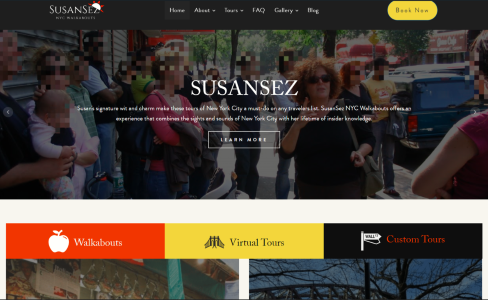 SUSANSEZ
NYC WALKABOUTS
Home About Tours FAQ Gallery Blog
Book Now
SUSANSEZ
Susans signature wit and charm make these tours of New York City a must-do on any travelers list. SusanSez NYC Walkabouts offers an
experience that combines the sights and sounds of New York City with her lifetime of insider knowledge.
LEARN MORE
Walkabouts
Virtual Tours
WALL ST
Custom Tours